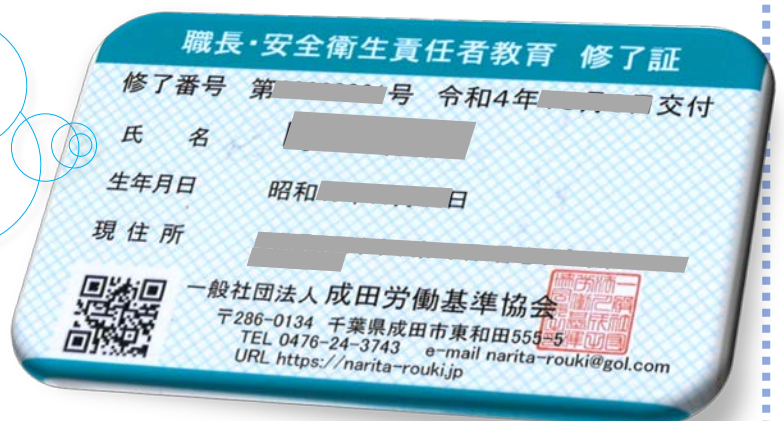 職長・安全衛生責任者教育 修了証
修了番号 第 号 令和4年 交付
氏 名
生年月日 昭和 日
現住所
一般社団法人 成田労働基準協会
〒286-0134 千葉県成田市東和田555-5
TEL 0476-24-3743 e-mail narita-rouki@gol.com
URL https://narita-rouki.jp